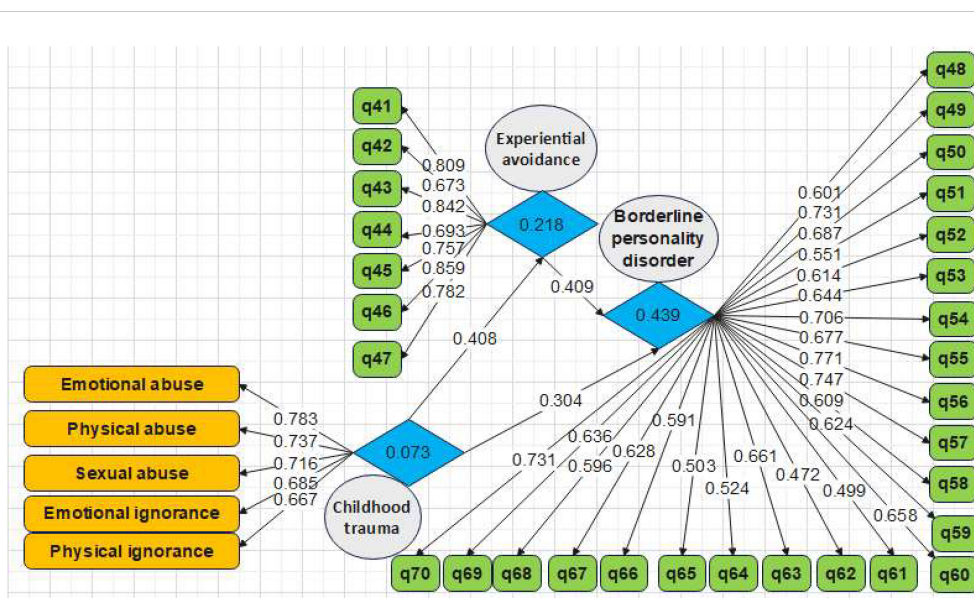 q41
q42
q43
q44
q45
q46
q47
0.809
0.673
0.842
0.693
0.757
0.859
0.782
Experiential
avoidance
0.218
Borderline
personality
disorder
0.439
0.409
0.408
0.304
Emotional abuse
Physical abuse
Sexual abuse
Emotional ignorance
Physical ignorance
0.783
0.737
0.716
0.685
0.667
0.073
Childhood
trauma
q48
q49
q50
q51
q52
q53
q54
q55
q56
q57
q58
q59
q60
0.601
0.731
0.687
0.551
0.614
0.644
0.706
0.677
0.771
0.747
0.609
0.624
0.731
0.636
0.596
0.628
0.591
0.503
0.524
0.661
0.472
0.499
0.658
q70
q69
q68
q67
q66
q65
q64
q63
q62
q61